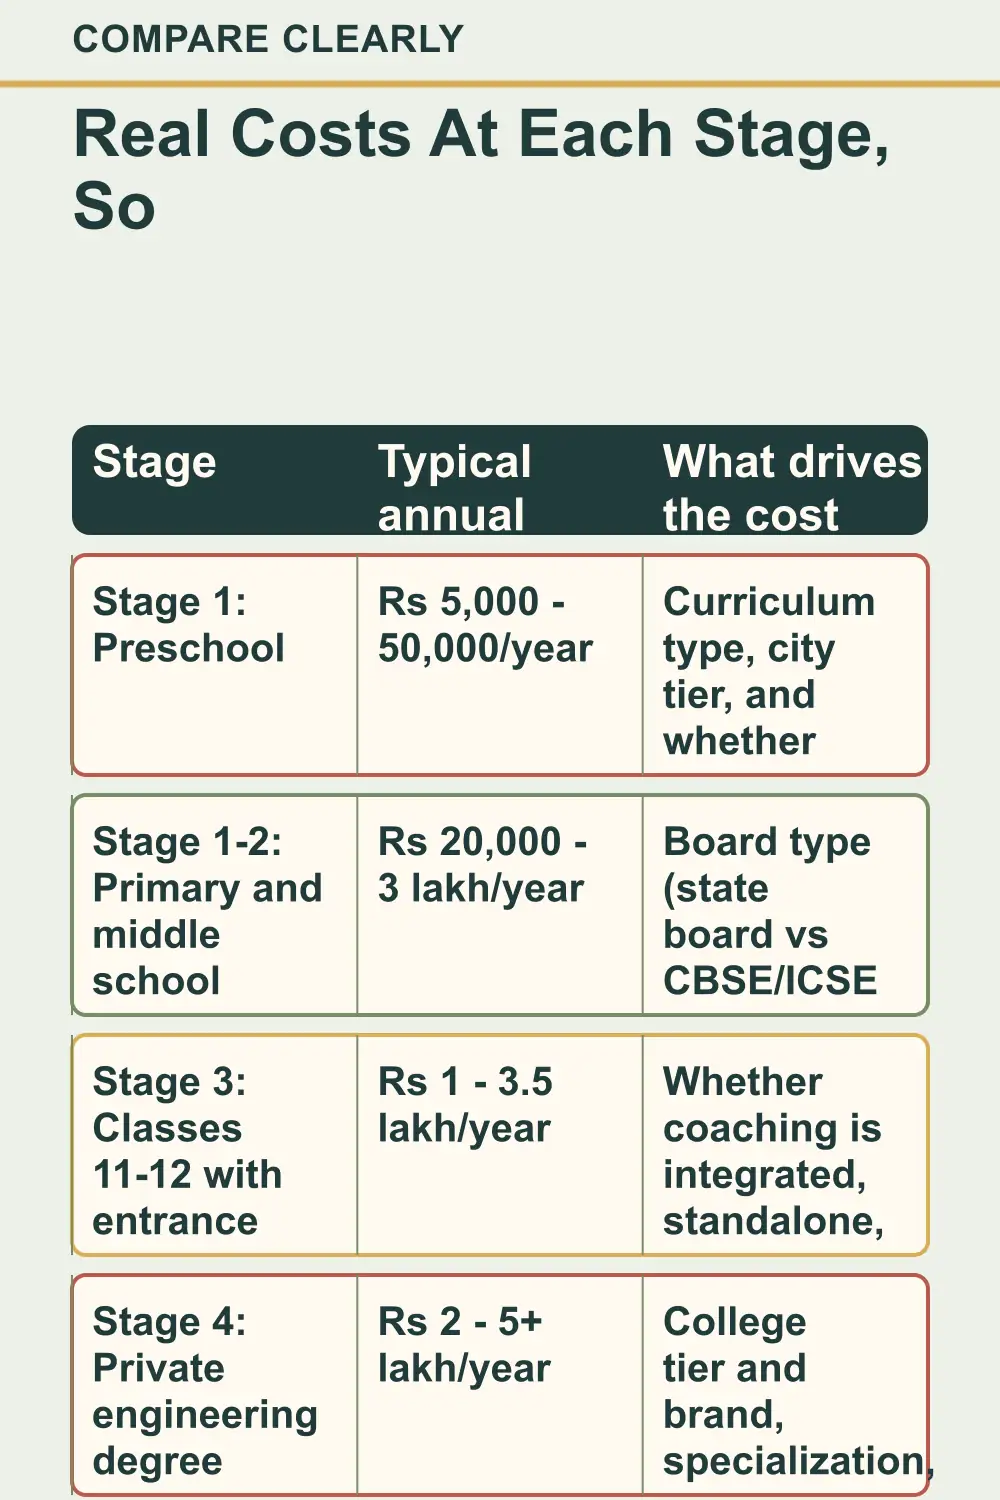 COMPARE CLEARLY
Real Costs At Each Stage,
So
Stage
Typical
annual
What drives
the cost
Stage 1:
Preschool
Rs 5,000 -
50,000/year
Curriculum
type, city
tier, and
whether
Stage 1-2:
Primary and
middle
school
Rs 20,000 -
3 lakh/year
Board type
(state
board vs
CBSE/ICSE
Stage 3:
Classes
11-12 with
entrance
Rs 1 - 3.5
lakh/year
Whether
coaching is
integrated,
standalone,
Stage 4:
Private
engineering
degree
Rs 2 - 5+
lakh/year
College
tier and
brand,
specialization,